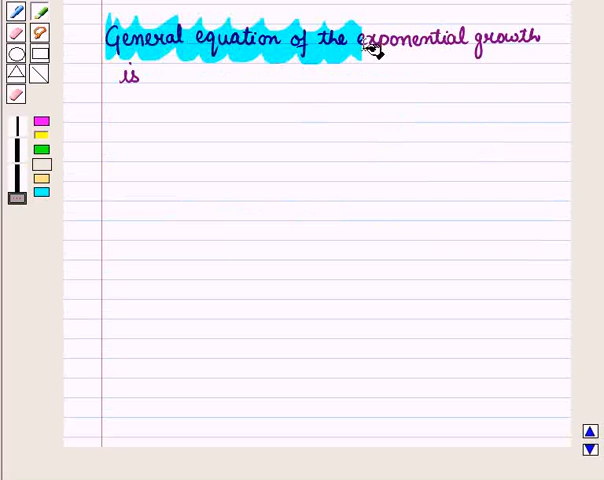 General equation of the exponential growth
is